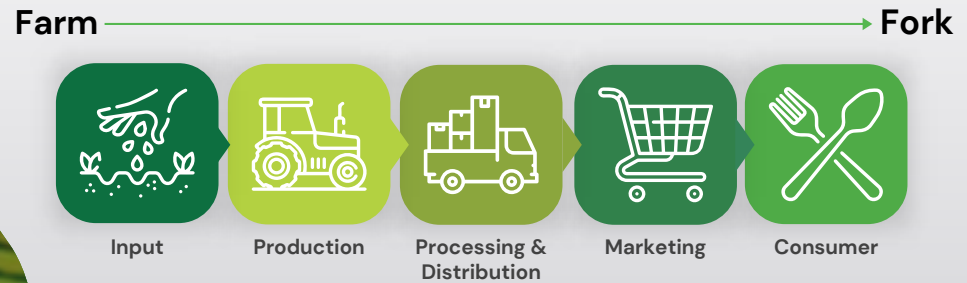 Farm Fork
Input
Production
Processing &
Distribution
Marketing
Consumer